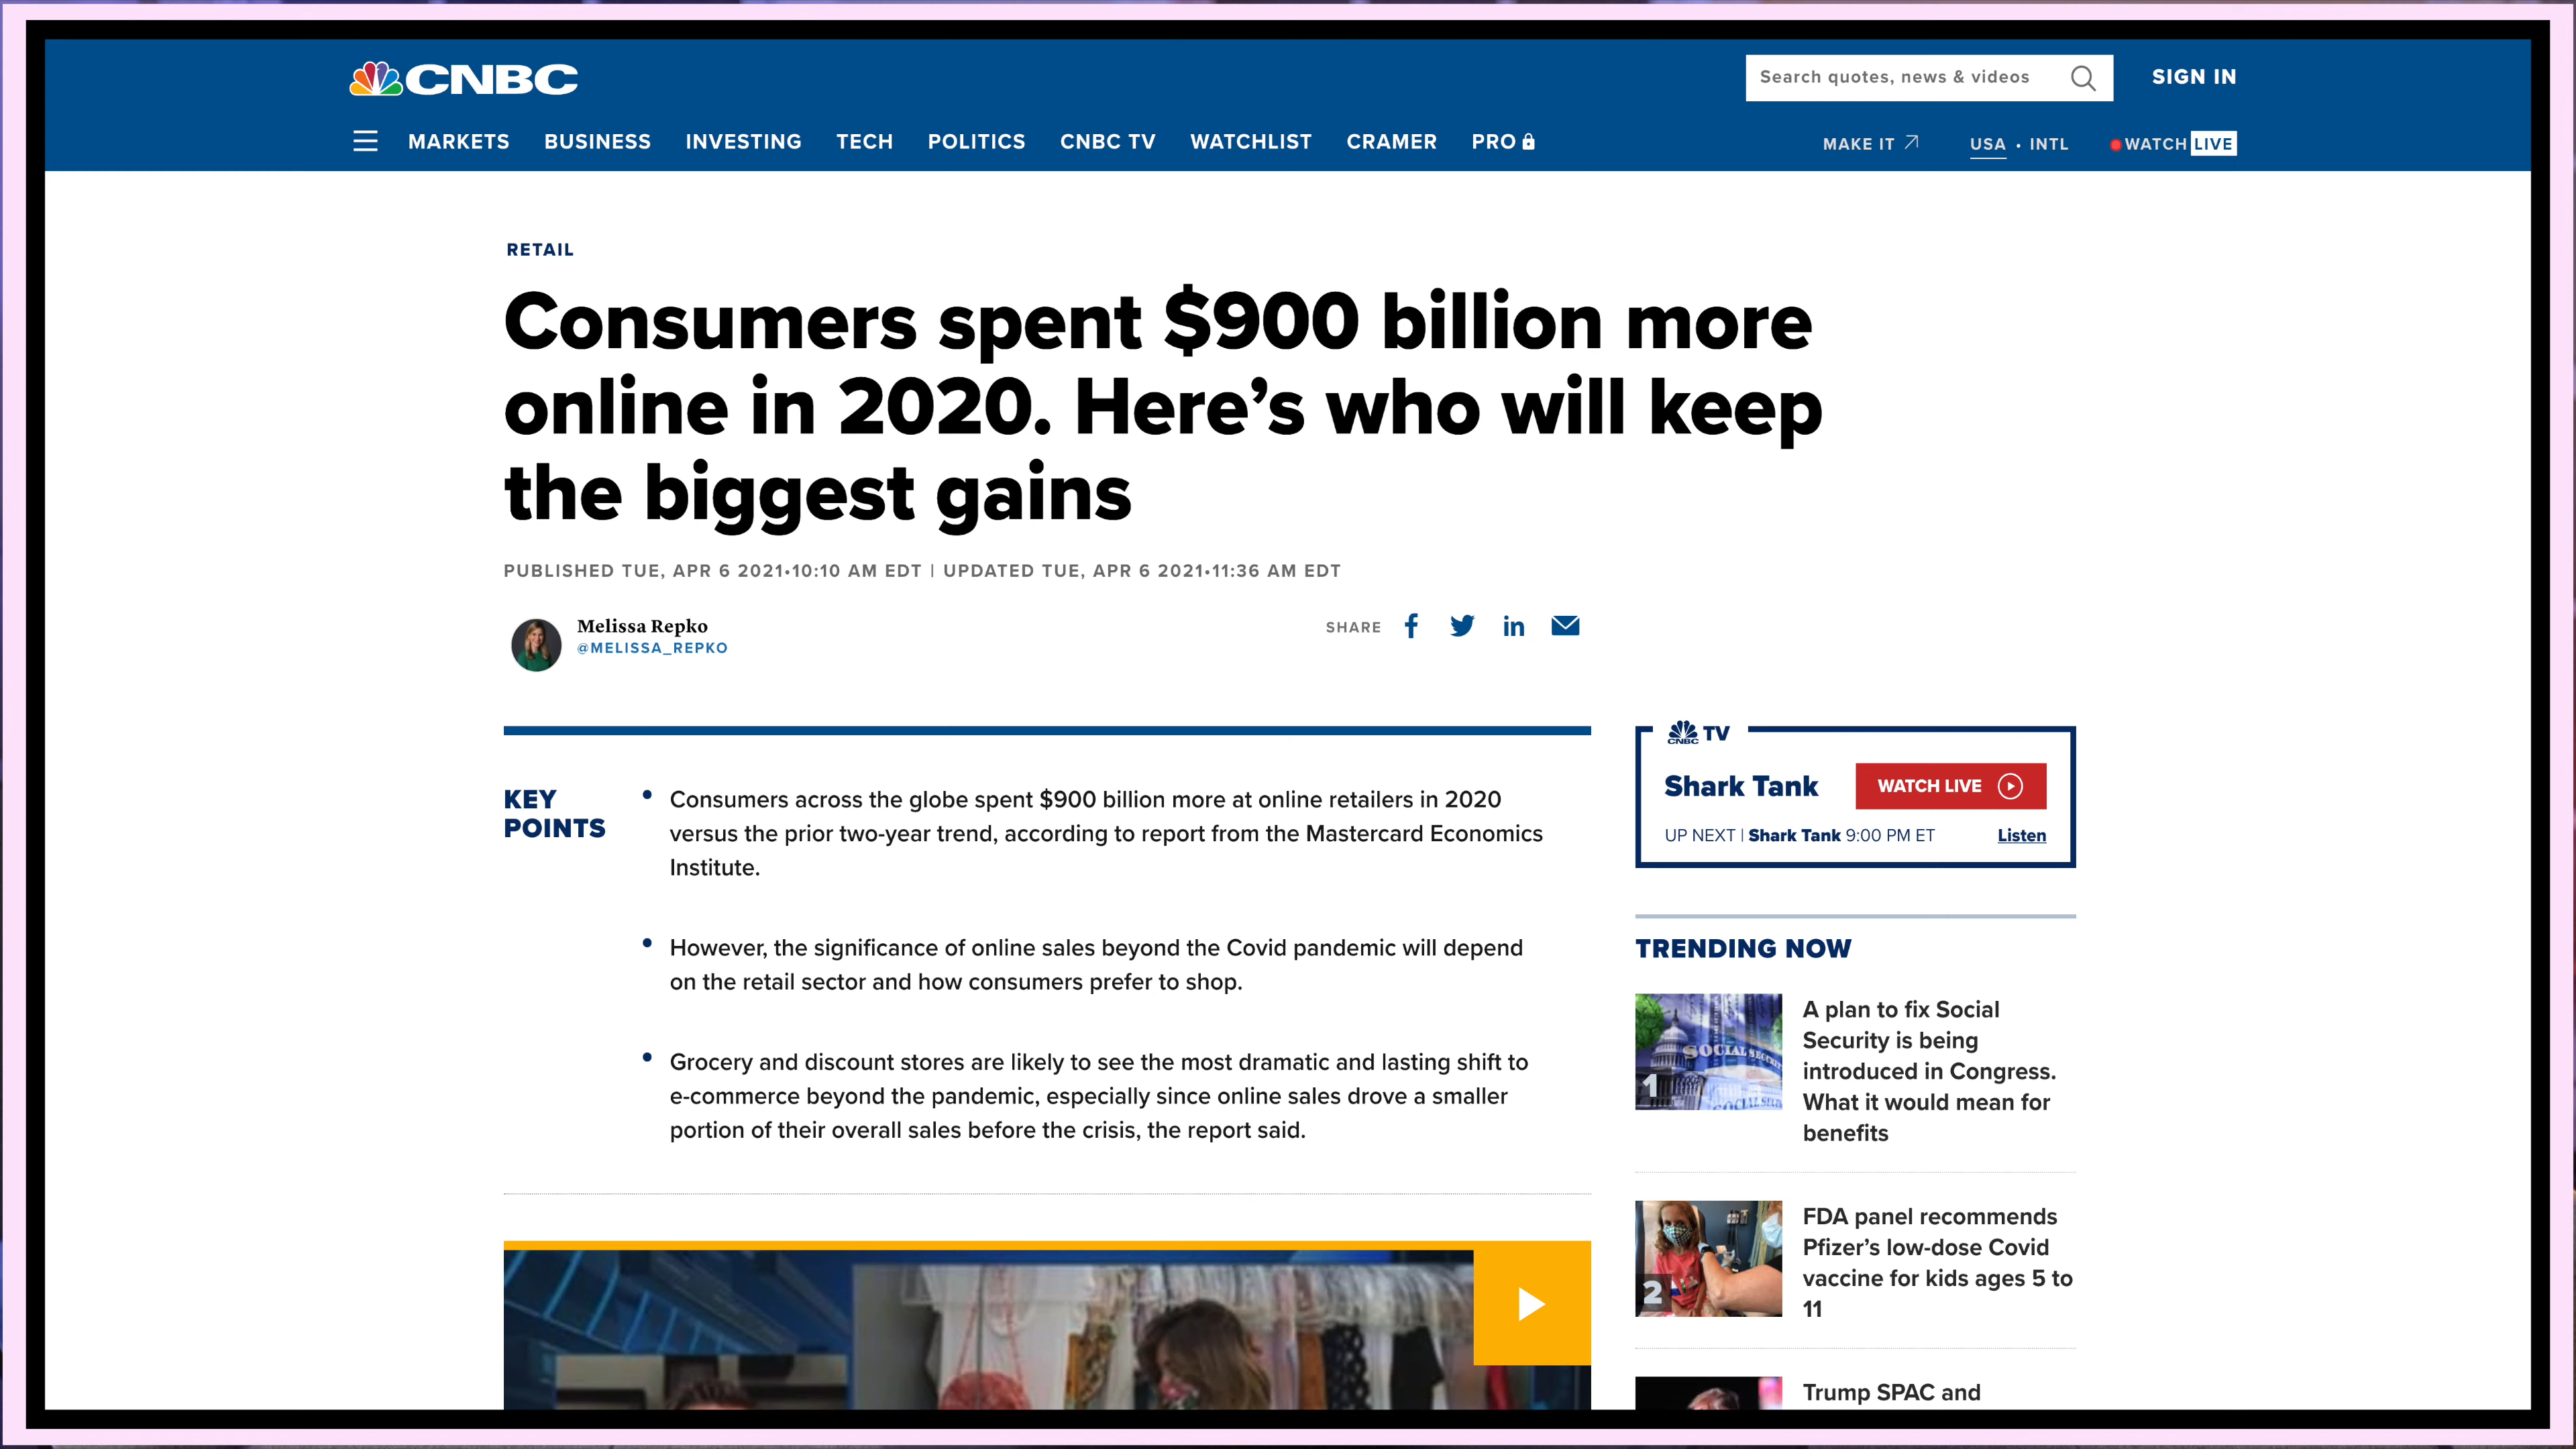 CNBC
Search quotes, news & videos
SIGN IN
MARKETS BUSINESS INVESTING TECH POLITICS CNBC TV WATCHLIST CRAMER PRO
MAKE IT USA • INTL WATCH LIVE
RETAIL
Consumers spent $900 billion more
online in 2020. Here’s who will keep
the biggest gains
PUBLISHED TUE, APR 6 2021•10:10 AM EDT | UPDATED TUE, APR 6 2021•11:36 AM EDT
Melissa Repko
@MELISSA_REPKO
SHARE
KEY
POINTS
• Consumers across the globe spent $900 billion more at online retailers in 2020
versus the prior two-year trend, according to report from the Mastercard Economics
Institute.
• However, the significance of online sales beyond the Covid pandemic will depend
on the retail sector and how consumers prefer to shop.
• Grocery and discount stores are likely to see the most dramatic and lasting shift to
e-commerce beyond the pandemic, especially since online sales drove a smaller
portion of their overall sales before the crisis, the report said.
CNBC TV
Shark Tank
WATCH LIVE
UP NEXT | Shark Tank 9:00 PM ET
Listen
TRENDING NOW
SOCIAL
1
A plan to fix Social
Security is being
introduced in Congress.
What it would mean for
benefits
2
FDA panel recommends
Pfizer’s low-dose Covid
vaccine for kids ages 5 to
11
Trump SPAC and